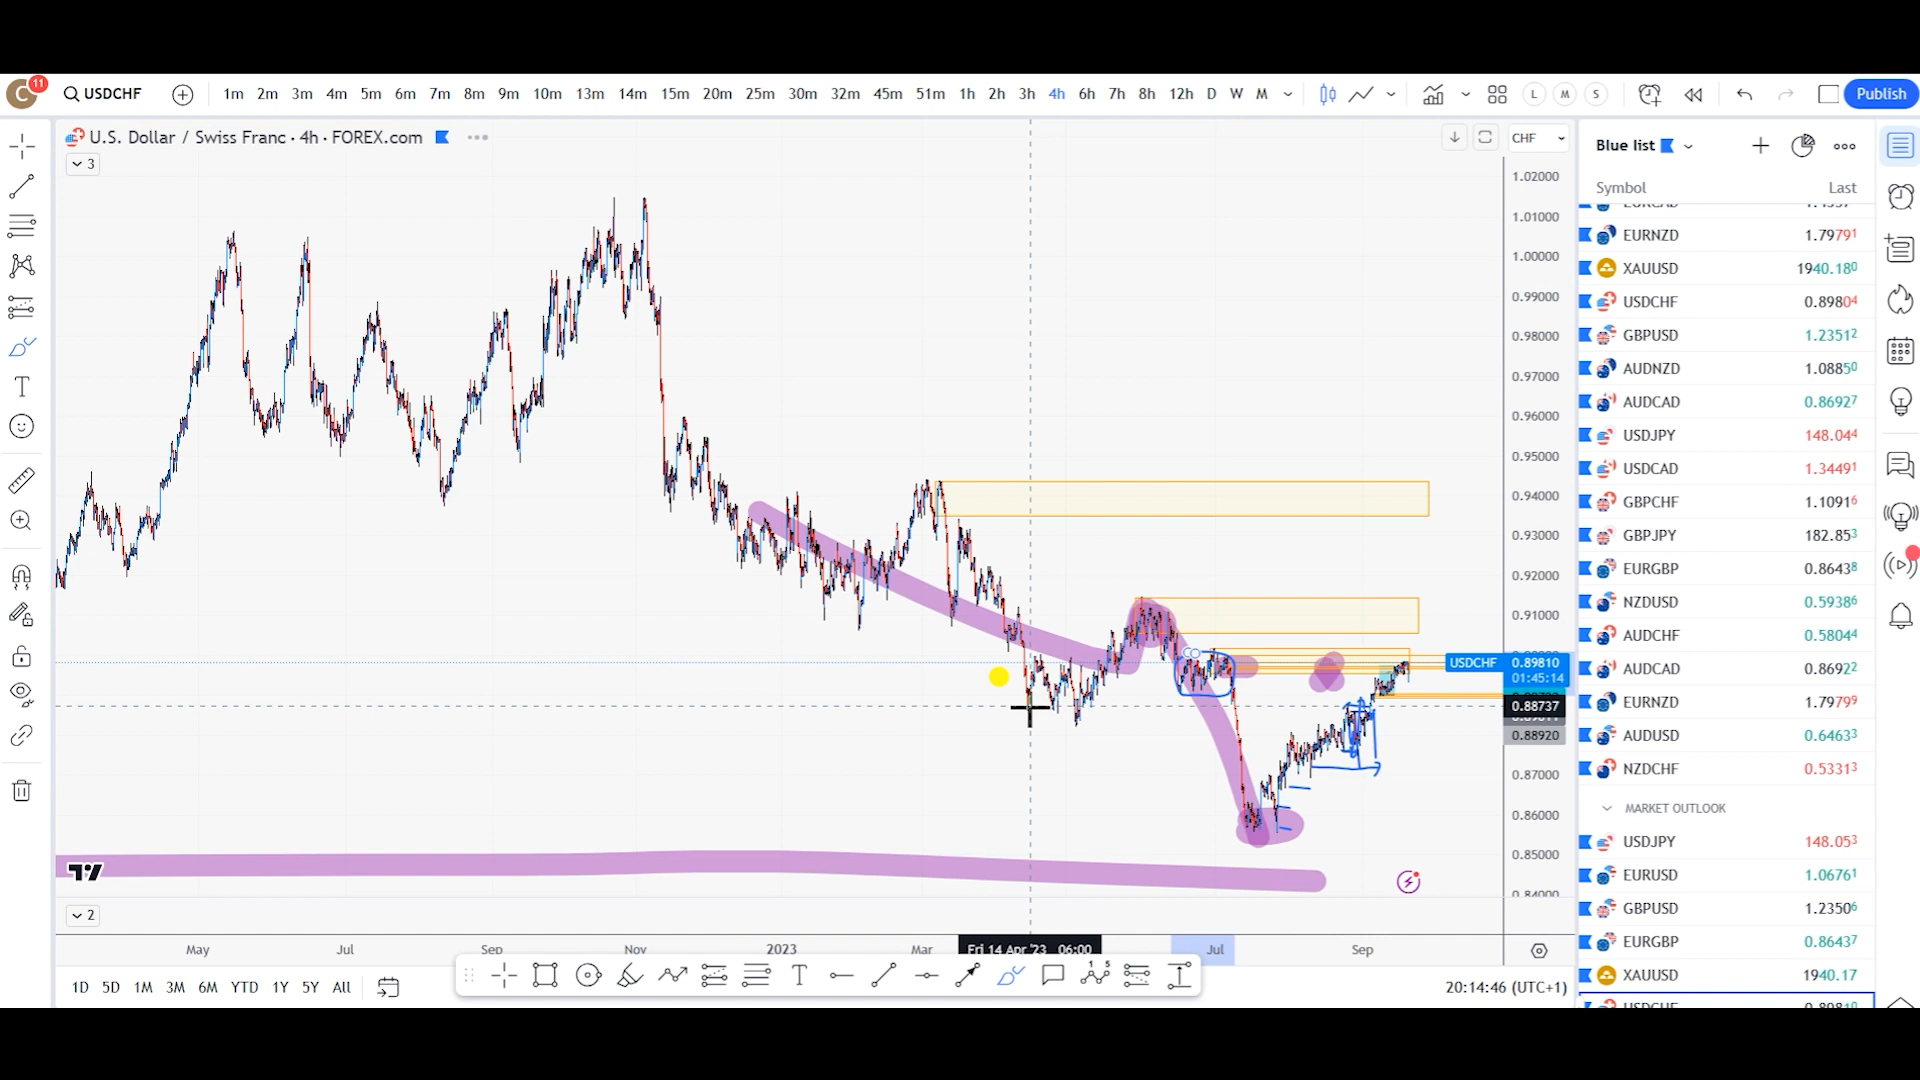 C 11 USDCHF 1m 2m 3m 4m 5m 6m 7m 8m 9m 10m 13m 14m 15m 20m 25m 30m 32m 45m 51m 1h 2h 3h 4h 6h 7h 8h 12h D W M L M S Publish
U.S. Dollar / Swiss Franc · 4h · FOREX.com
3
CHF
1.02000
1.01000
1.00000
0.99000
0.98000
0.97000
0.96000
0.95000
0.94000
0.93000
0.92000
0.91000
USDCHF 0.89810
01:45:14
0.88737
0.88920
0.87000
0.86000
0.85000
0.84000
2
May Jul Sep Nov 2023 Mar Fri 14 Apr '23 06:00 Jul Sep
1D 5D 1M 3M 6M YTD 1Y 5Y All
T
T
5
20:14:46 (UTC+1)
Blue list
Symbol Last
EURCAD
EURNZD 1.79791
XAUUSD 1940.180
USDCHF 0.89804
GBPUSD 1.23512
AUDNZD 1.08850
AUDCAD 0.86927
USDJPY 148.044
USDCAD 1.34491
GBPCHF 1.10916
GBPJPY 182.853
EURGBP 0.86438
NZDUSD 0.59386
AUDCHF 0.58044
AUDCAD 0.86922
EURNZD 1.79799
AUDUSD 0.64633
NZDCHF 0.53313
MARKET OUTLOOK
USDJPY 148.053
EURUSD 1.06761
GBPUSD 1.23506
EURGBP 0.86437
XAUUSD 1940.17
USDCHF 0.89810